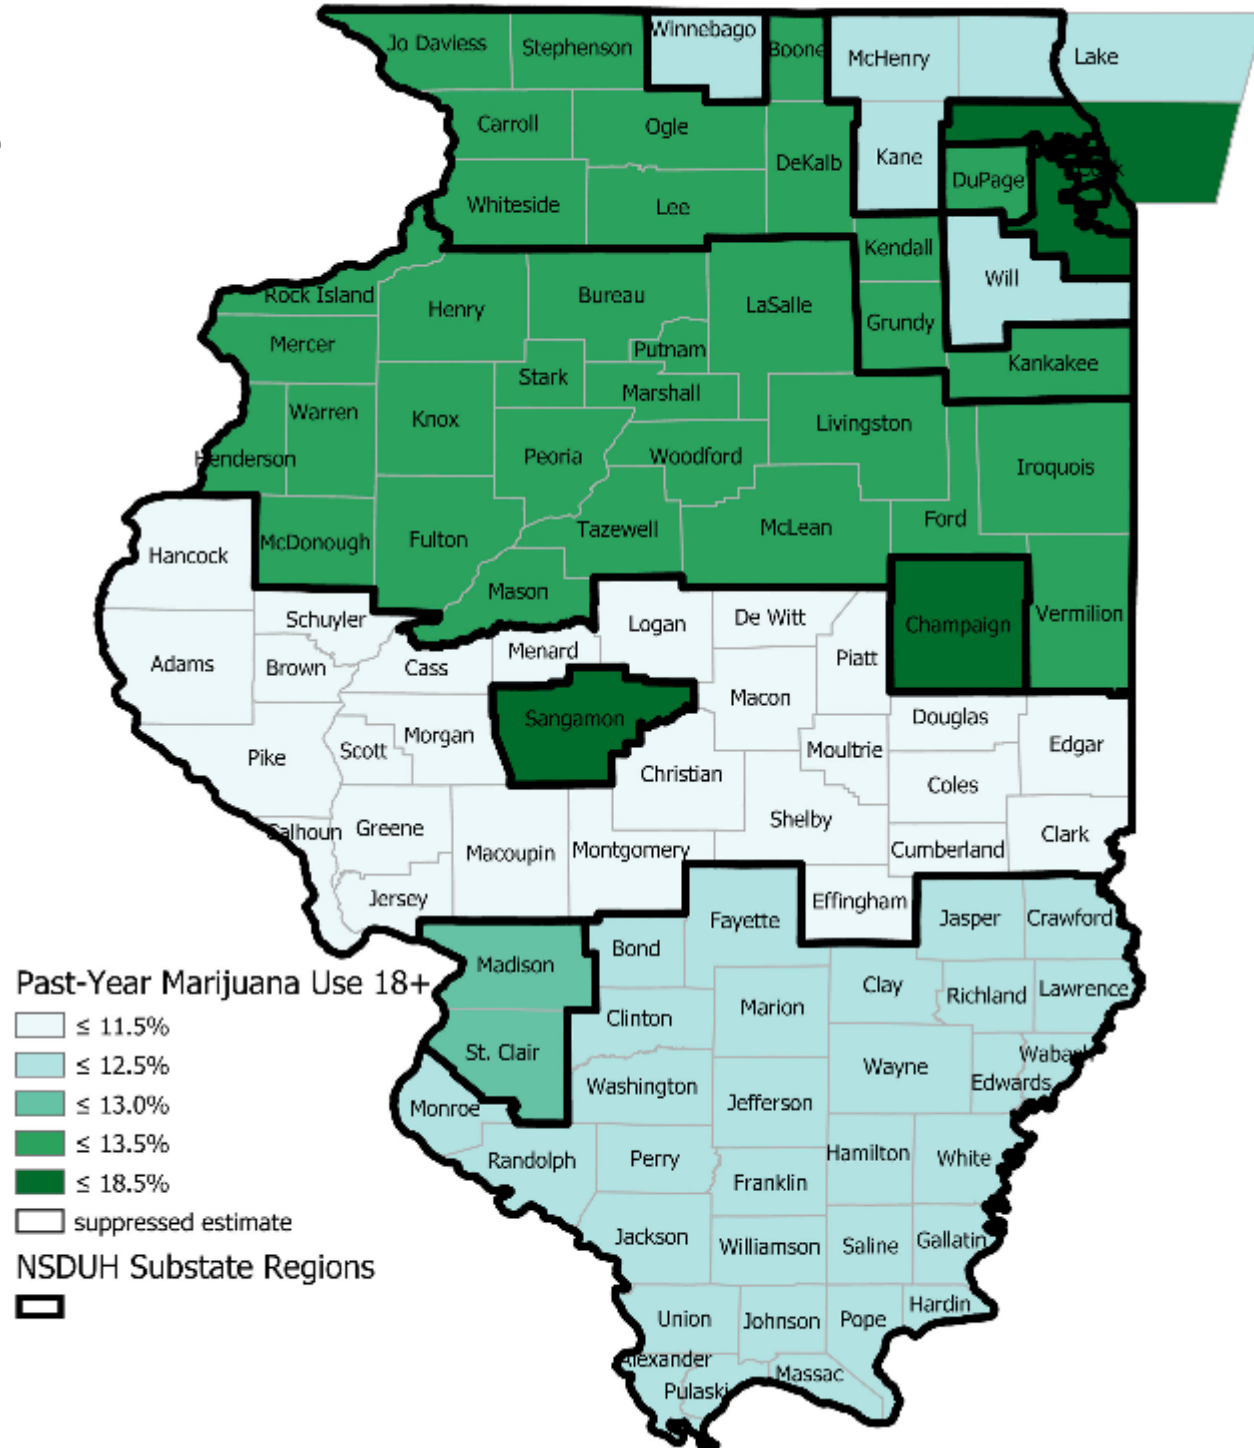 Jo Daviess
Stephenson
Winnebago
Boone
McHenry
Lake
Carroll
Ogle
DeKalb
Kane
DuPage
Whiteside
Lee
Kendall
Will
Rock Island
Henry
Bureau
LaSalle
Grundy
Mercer
Putnam
Kankakee
Stark
Marshall
Warren
Knox
Livingston
Henderson
Peoria
Woodford
Iroquois
McDonough
Fulton
Tazewell
McLean
Ford
Hancock
Mason
Schuyler
Logan
De Witt
Champaign
Vermilion
Adams
Brown
Cass
Menard
Piatt
Macon
Sangamon
Douglas
Pike
Scott
Morgan
Moultrie
Edgar
Christian
Coles
Calhoun
Greene
Shelby
Clark
Macoupin
Montgomery
Cumberland
Jersey
Effingham
Fayette
Jasper
Crawford
Madison
Bond
Clay
Richland
Lawrence
Marion
Clinton
St. Clair
Wayne
Wabash
Washington
Edwards
Jefferson
Monroe
Randolph
Perry
Hamilton
White
Franklin
Jackson
Williamson
Saline
Gallatin
Union
Johnson
Pope
Hardin
Alexander
Massac
Pulaski
Past-Year Marijuana Use 18+
≤ 11.5%
≤ 12.5%
≤ 13.0%
≤ 13.5%
≤ 18.5%
suppressed estimate
NSDUH Substate Regions